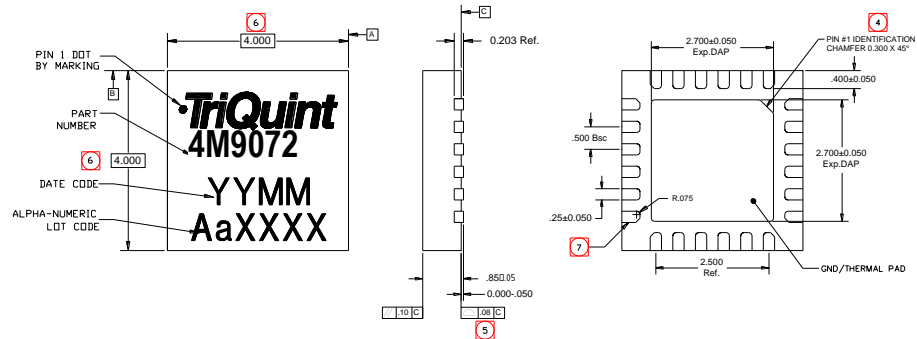 6
4.000
A
PIN 1 DOT
BY MARKING
B
TriQuint
PART
NUMBER
4M9072
6
4.000
DATE CODE
YYMM
ALPHA-NUMERIC
LOT CODE
AaXXXX
C
0.203 Ref.
.85▯.05
0.000-.050
// .10 C
⌓ .08 C
5
4
PIN #1 IDENTIFICATION
CHAMFER 0.300 X 45°
2.700±0.050
Exp.DAP
.400±0.050
.500 Bsc
2.700±0.050
Exp.DAP
R.075
.25±0.050
7
2.500
Ref.
GND/THERMAL PAD